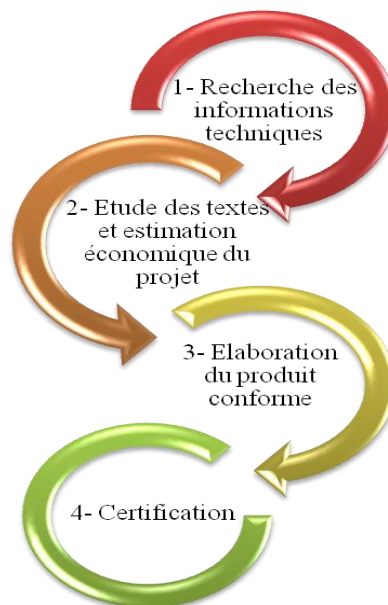 1- Recherche des
informations
techniques
2- Etude des textes
et estimation
économique du
projet
3- Elaboration
du produit
conforme
4- Certification